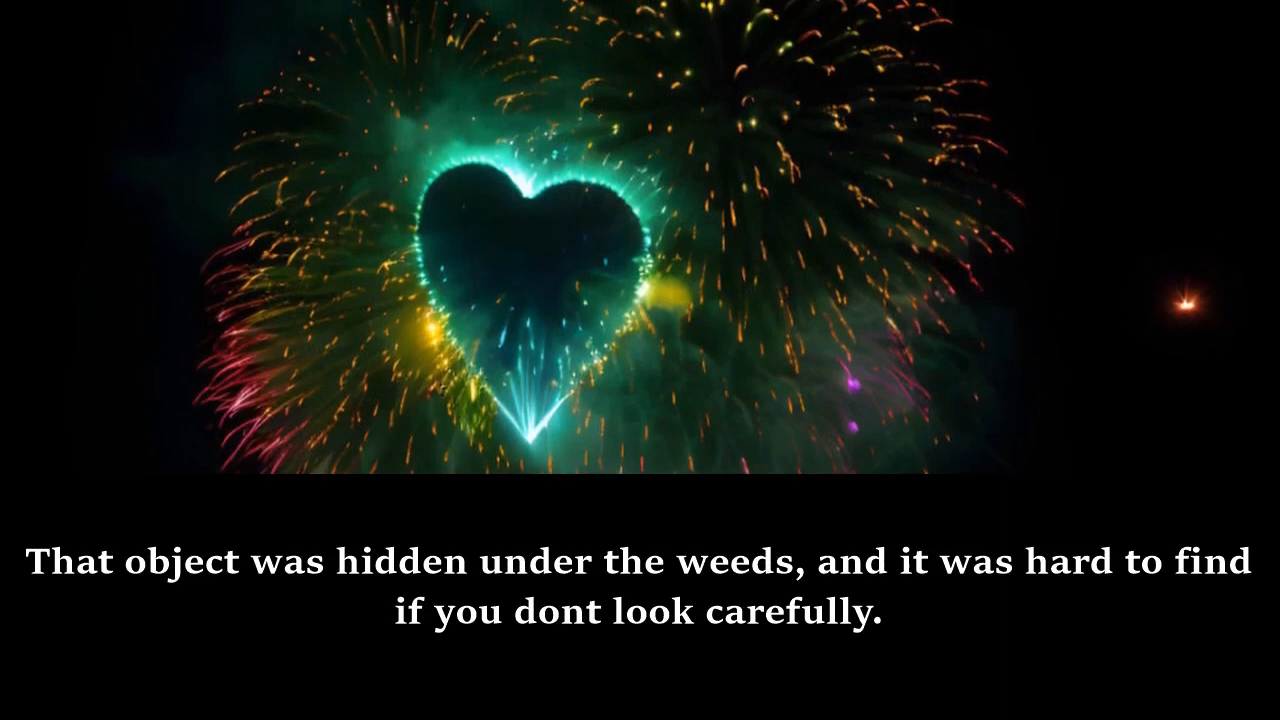 That object was hidden under the weeds, and it was hard to find
if you dont look carefully.